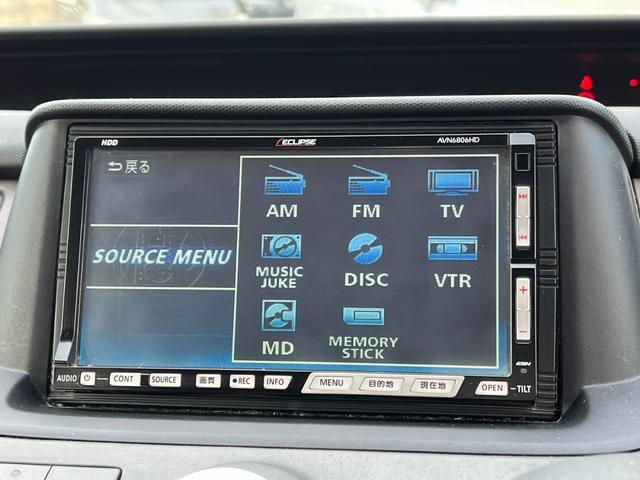 HDD
ECLIPSE
AVN6806HD
戻る
SOURCE MENU
AM
FM
TV
MUSIC
JUKE
DISC
VTR
MD
MEMORY
STICK
AUDIO
CONT
SOURCE
画質
●REC
INFO
MENU
目的地
現在地
OPEN
TILT
ESN